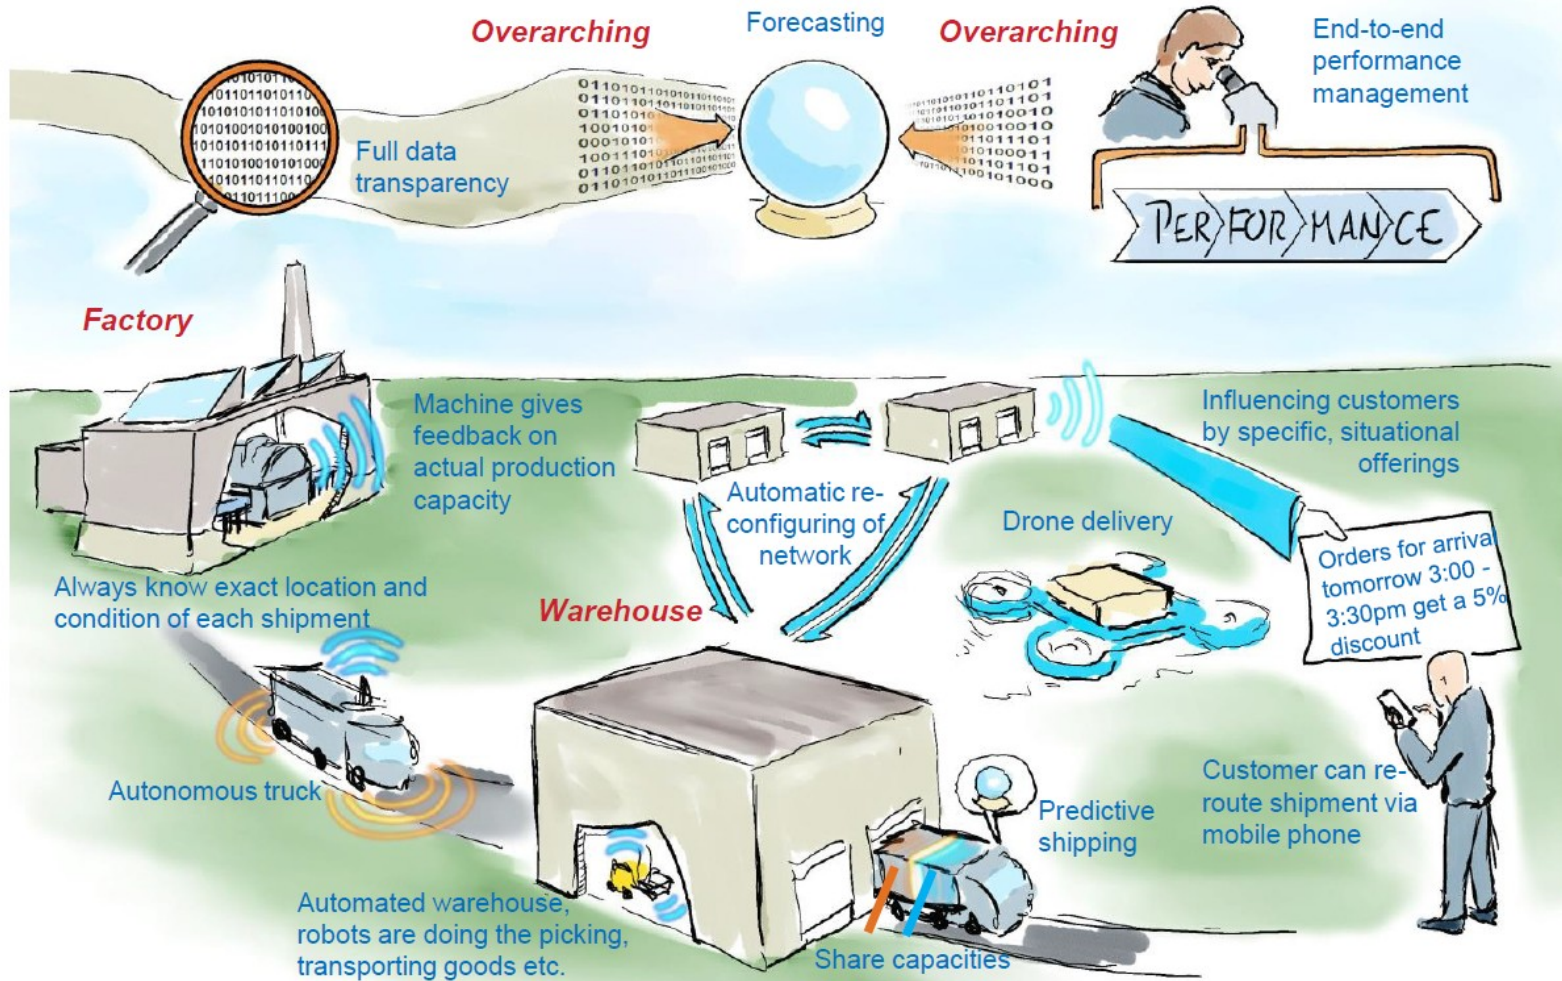 Overarching
Forecasting
Overarching
End-to-end
performance
management
Full data
transparency
PERFORMANCE
Factory
Machine gives
feedback on
actual production
capacity
Influencing customers
by specific, situational
offerings
Automatic re-
configuring of
network
Drone delivery
Orders for arrival
tomorrow 3:00 -
3:30pm get a 5%
discount
Always know exact location and
condition of each shipment
Warehouse
Autonomous truck
Predictive
shipping
Customer can re-
route shipment via
mobile phone
Automated warehouse,
robots are doing the picking,
transporting goods etc.
Share capacities